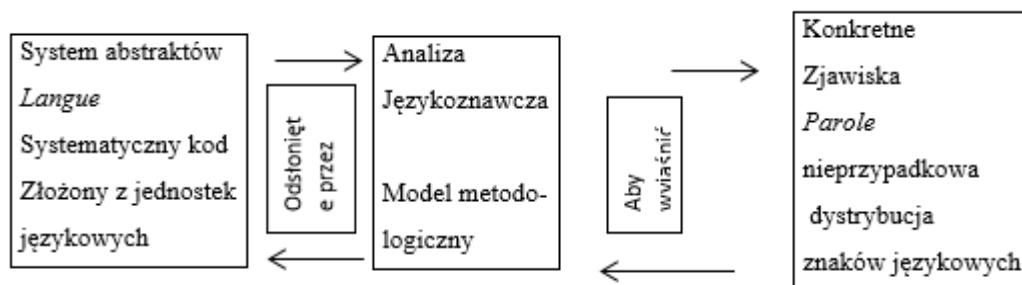 System abstraktów
Langue
Systematyczny kod
Złożony z jednostek
językowych
Odsłonięt
e przez
Analiza
Językoznawcza
Model metodo-
logiczny
Aby
wyjaśnić
Konkretne
Zjawiska
Parole
nieprzypadkowa
dystrybucja
znaków językowych